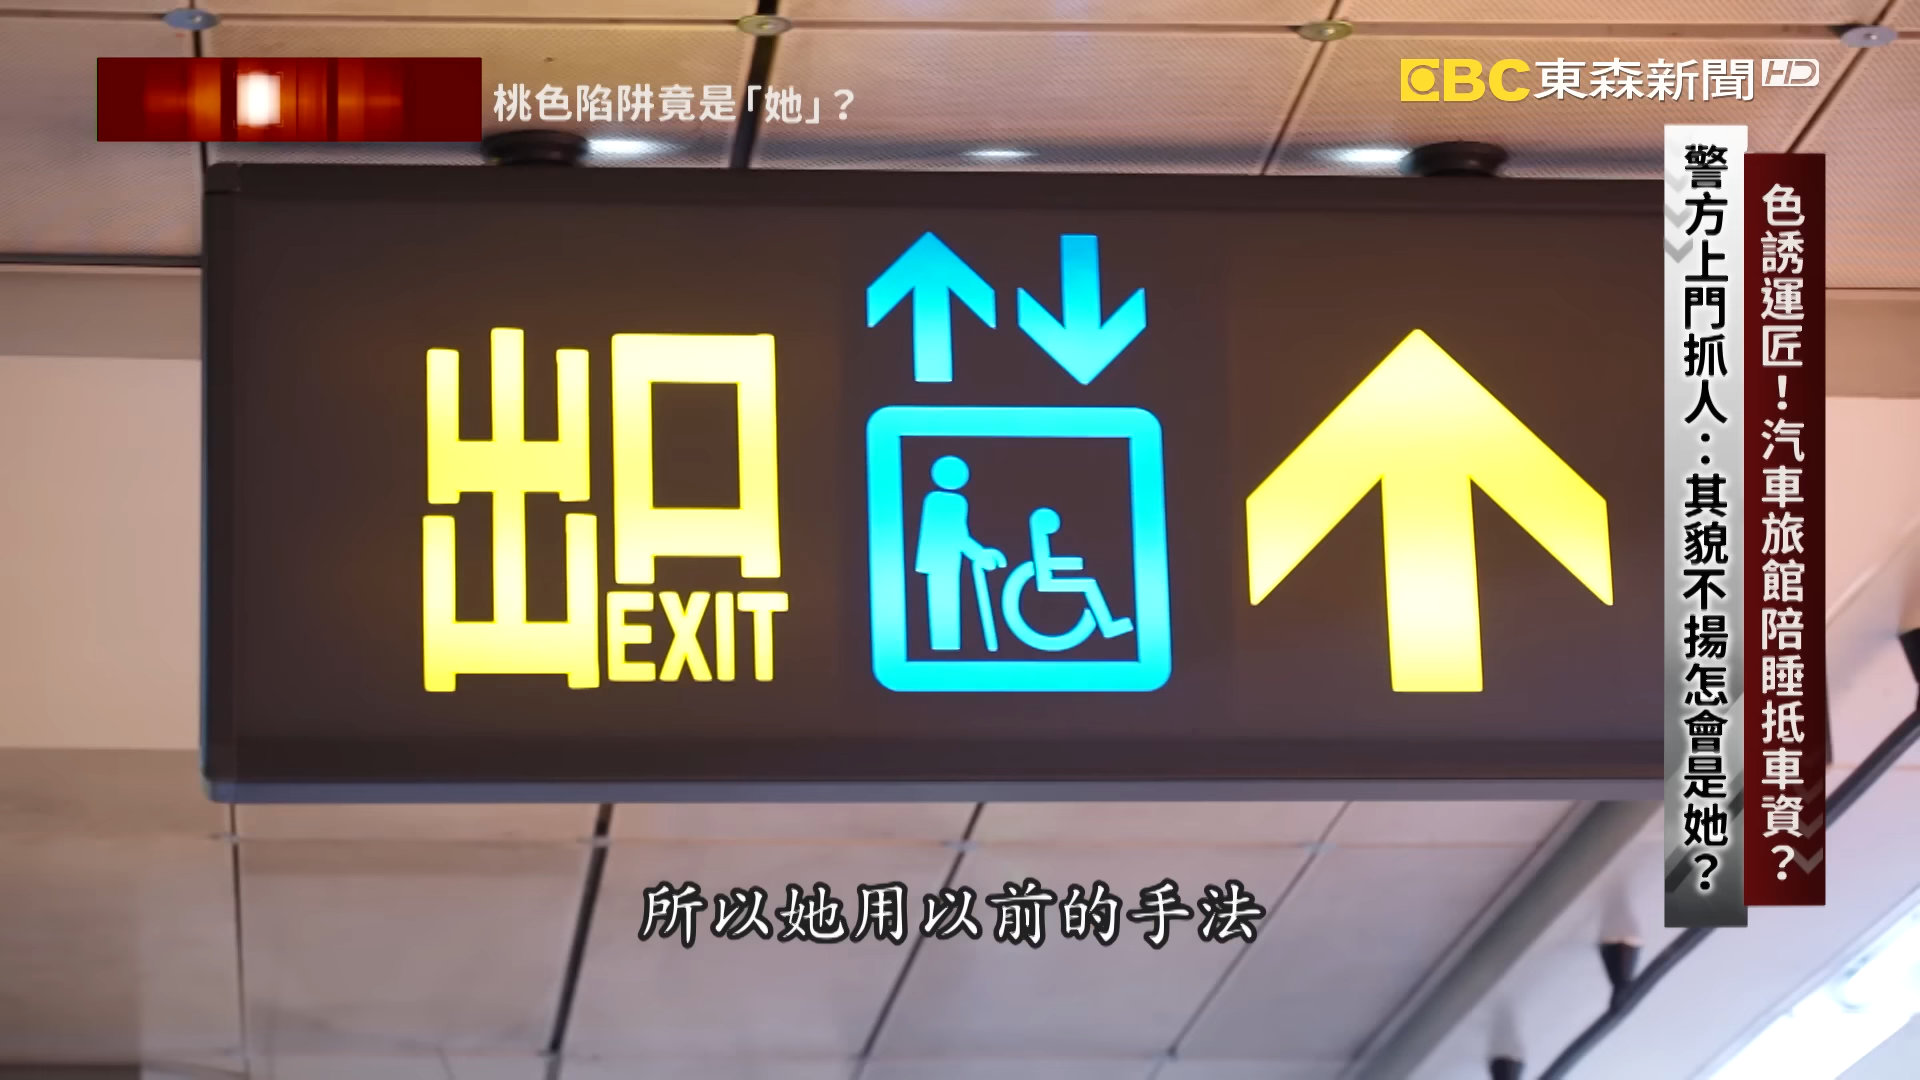 桃色陷阱竟是「她」？
EBC東森新聞HD
色誘運匠！汽車旅館陪睡抵車資？
警方上門抓人：其貌不揚怎會是她？
出口
EXIT
所以她用以前的手法